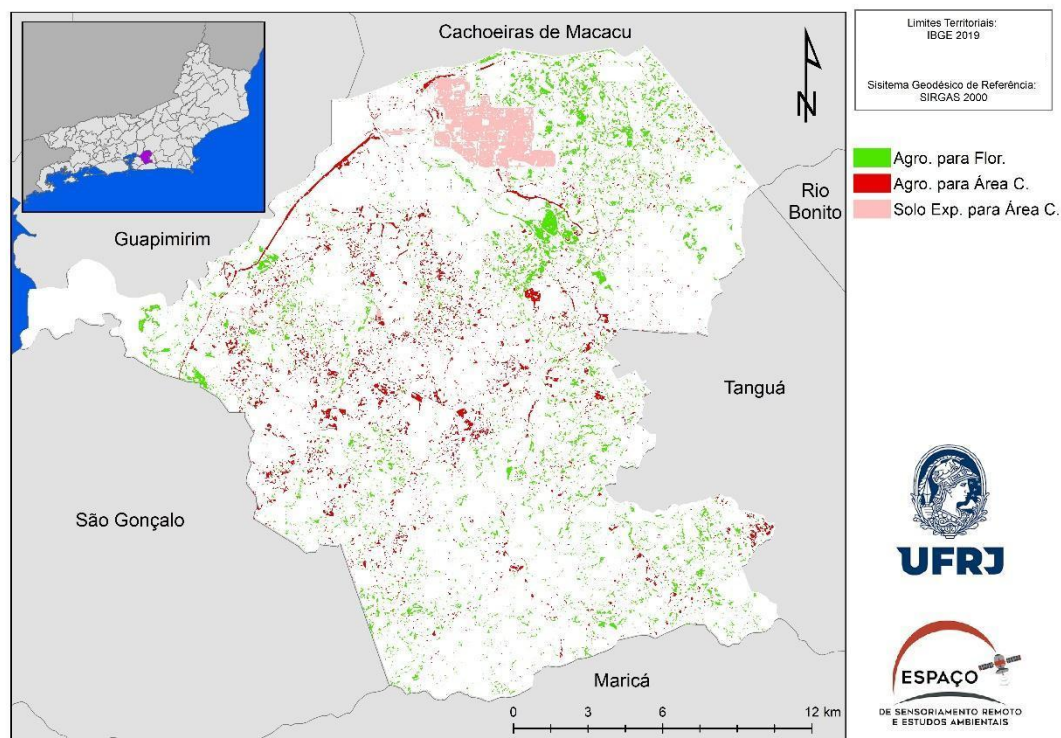 Cachoeiras de Macacu
Guapimirim
Rio
Bonito
Tanguá
São Gonçalo
Maricá
N
0 3 6 12 km
Limites Territoriais:
IBGE 2019
Sisitema Geodésico de Referência:
SIRGAS 2000
Agro. para Flor.
Agro. para Área C.
Solo Exp. para Área C.
UFRJ
ESPAÇO
DE SENSORIAMENTO REMOTO
E ESTUDOS AMBIENTAIS